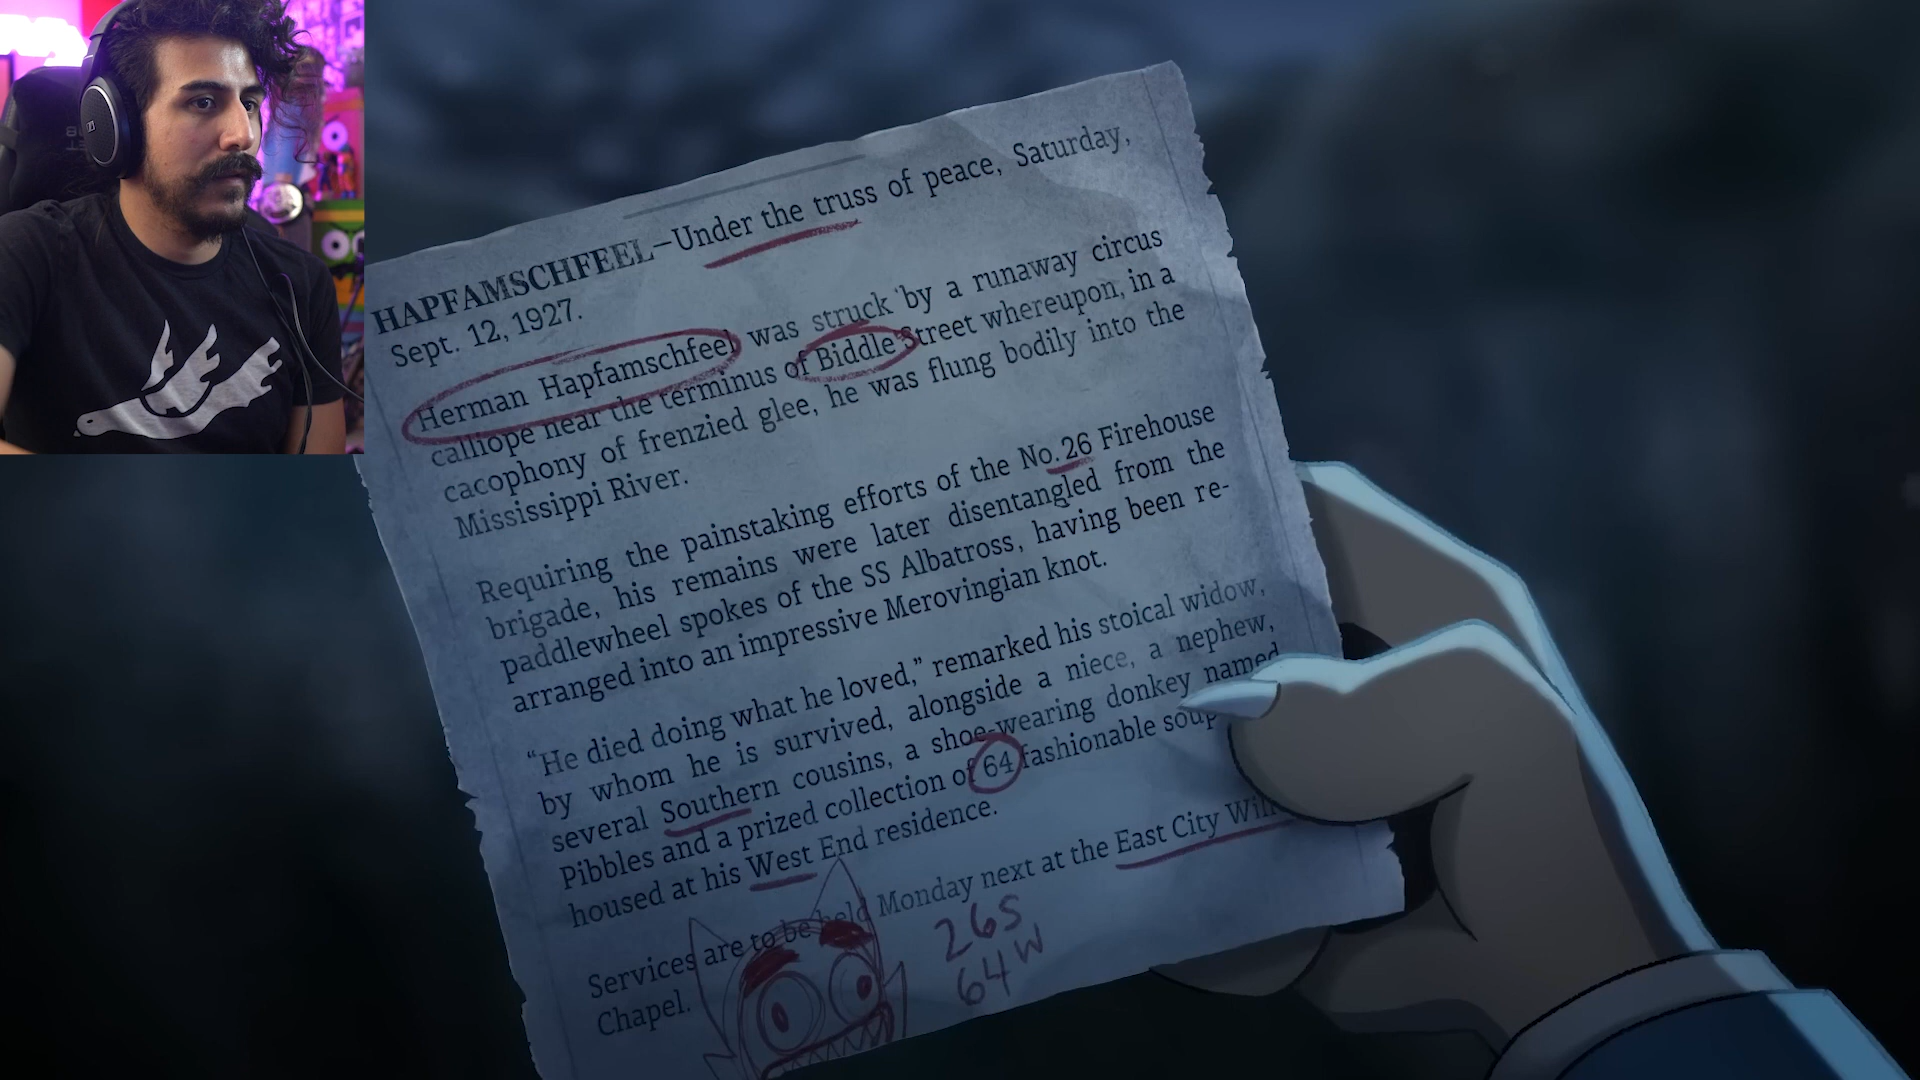 HAPFAMSCHFEEL—Under the truss of peace, Saturday,
Sept. 12, 1927.
Herman Hapfamschfeel was struck by a runaway circus
calliope near the terminus of Biddle Street whereupon, in a
cacophony of frenzied glee, he was flung bodily into the
Mississippi River.
Requiring the painstaking efforts of the No. 26 Firehouse
brigade, his remains were later disentangled from the
paddlewheel spokes of the SS Albatross, having been re-
arranged into an impressive Merovingian knot.
“He died doing what he loved,” remarked his stoical widow,
by whom he is survived, alongside a niece, a nephew,
several Southern cousins, a shoe-wearing donkey named
Pibbles and a prized collection of 64 fashionable soup
housed at his West End residence.
Services are to be held Monday next at the East City
Chapel.
26S
64W